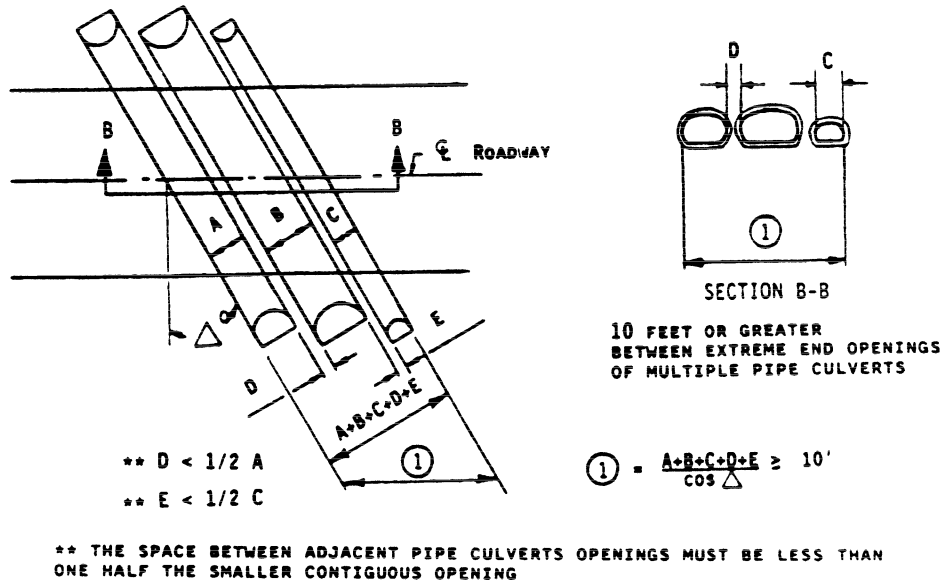 B
B
℄ ROADWAY
A
B
C
△
D
E
A+B+C+D+E
①
** D < 1/2 A
** E < 1/2 C
D
C
①
SECTION B-B
10 FEET OR GREATER
BETWEEN EXTREME END OPENINGS
OF MULTIPLE PIPE CULVERTS
① = A+B+C+D+E / COS △ ≥ 10'
** THE SPACE BETWEEN ADJACENT PIPE CULVERTS OPENINGS MUST BE LESS THAN
ONE HALF THE SMALLER CONTIGUOUS OPENING